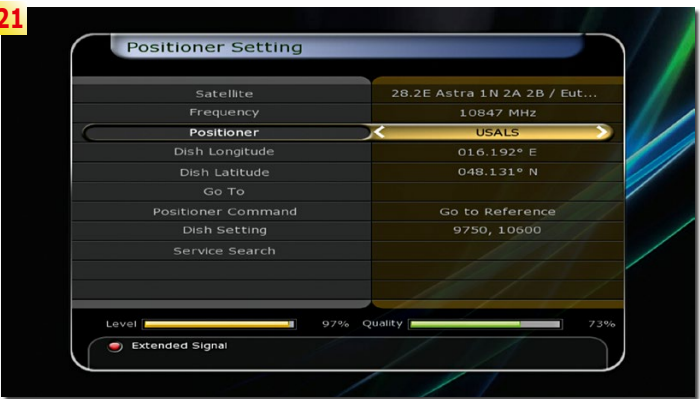 21
Positioner Setting
Satellite 28.2E Astra 1N 2A 2B / Eut...
Frequency 10847 MHz
Positioner USALS
Dish Longitude 016.192° E
Dish Latitude 048.131° N
Go To
Positioner Command Go to Reference
Dish Setting 9750, 10600
Service Search
Level 97% Quality 73%
Extended Signal